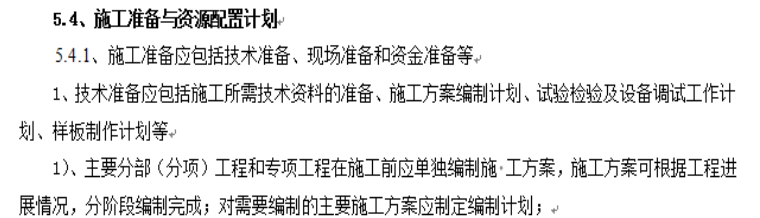 5.4、施工准备与资源配置计划
5.4.1、施工准备应包括技术准备、现场准备和资金准备等
1、技术准备应包括施工所需技术资料的准备、施工方案编制计划、试验检验及设备调试工作计
划、样板制作计划等
1)、主要分部（分项）工程和专项工程在施工前应单独编制施·工方案，施工方案可根据工程进
展情况，分阶段编制完成；对需要编制的主要施工方案应制定编制计划；